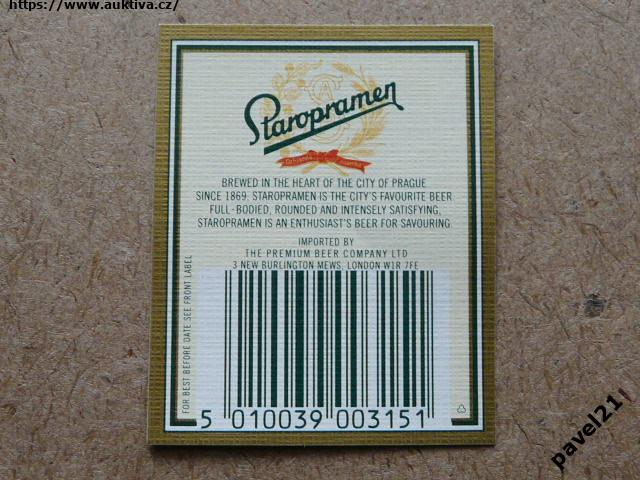 https://www.auktiva.cz/
Staropramen
BREWED IN THE HEART OF THE CITY OF PRAGUE
SINCE 1869, STAROPRAMEN IS THE CITY'S FAVOURITE BEER
FULL-BODIED, ROUNDED AND INTENSELY SATISFYING,
STAROPRAMEN IS AN ENTHUSIAST'S BEER FOR SAVOURING.
IMPORTED BY
THE PREMIUM BEER COMPANY LTD
3 NEW BURLINGTON MEWS, LONDON W1R 7FE
FOR BEST BEFORE DATE SEE FRONT LABEL
5 010039 003151
pavel21